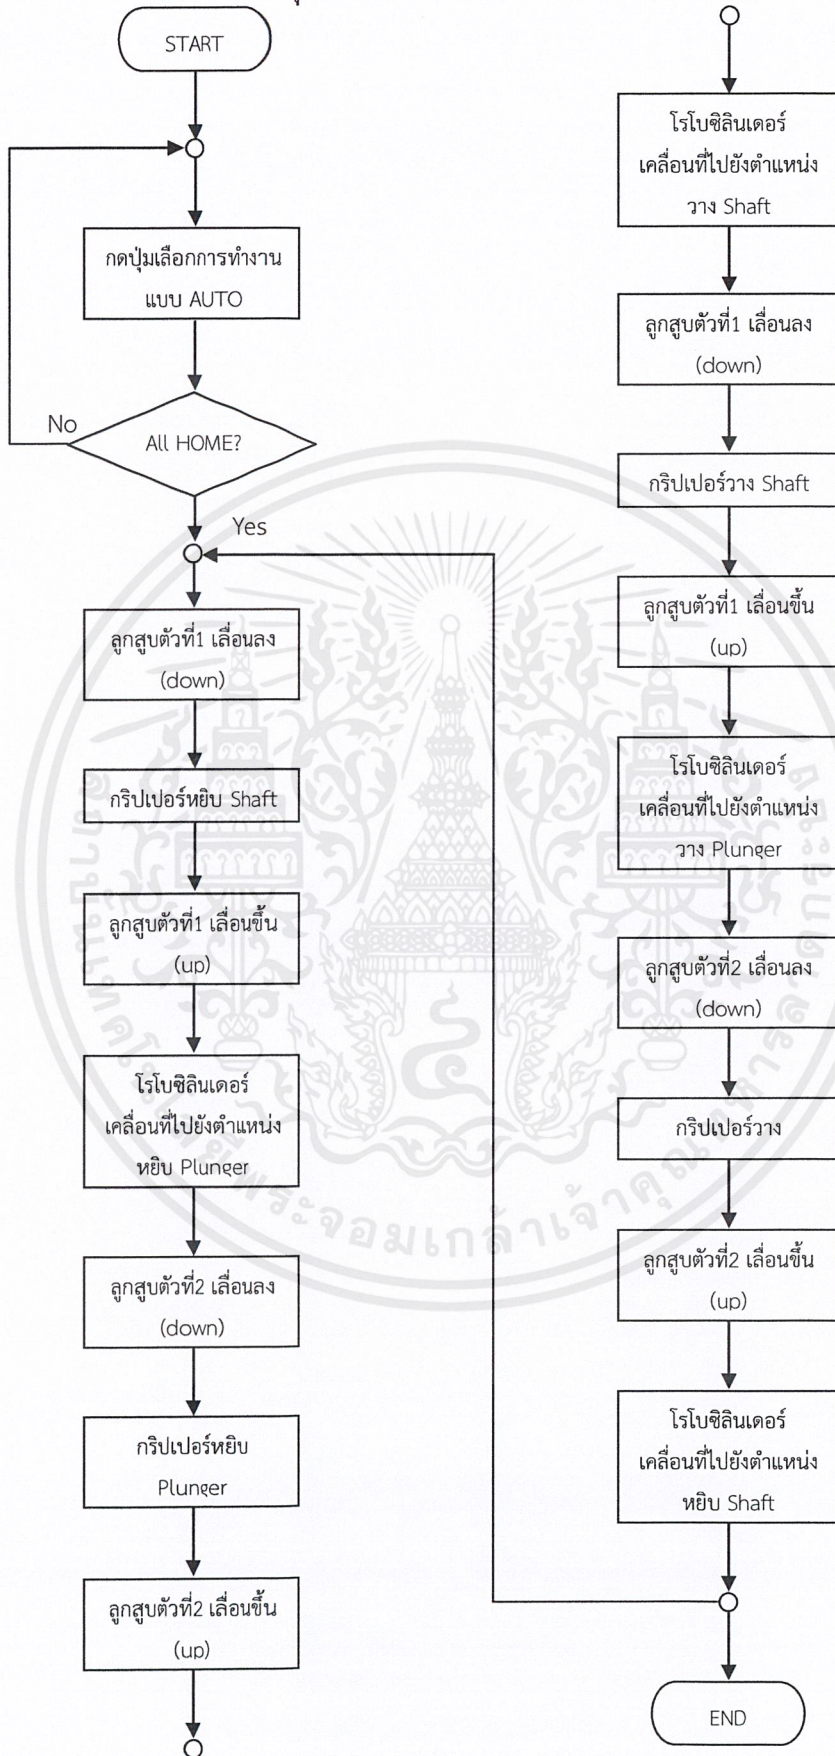 START
กดปุ่มเลือกการทำงาน
แบบ AUTO
All HOME?
No
Yes
ลูกสูบตัวที่1 เลื่อนลง
(down)
กริปเปอร์หยิบ Shaft
ลูกสูบตัวที่1 เลื่อนขึ้น
(up)
โรโบซิลินเดอร์
เคลื่อนที่ไปยังตำแหน่ง
หยิบ Plunger
ลูกสูบตัวที่2 เลื่อนลง
(down)
กริปเปอร์หยิบ
Plunger
ลูกสูบตัวที่2 เลื่อนขึ้น
(up)
โรโบซิลินเดอร์
เคลื่อนที่ไปยังตำแหน่ง
วาง Shaft
ลูกสูบตัวที่1 เลื่อนลง
(down)
กริปเปอร์วาง Shaft
ลูกสูบตัวที่1 เลื่อนขึ้น
(up)
โรโบซิลินเดอร์
เคลื่อนที่ไปยังตำแหน่ง
วาง Plunger
ลูกสูบตัวที่2 เลื่อนลง
(down)
กริปเปอร์วาง
ลูกสูบตัวที่2 เลื่อนขึ้น
(up)
โรโบซิลินเดอร์
เคลื่อนที่ไปยังตำแหน่ง
หยิบ Shaft
END